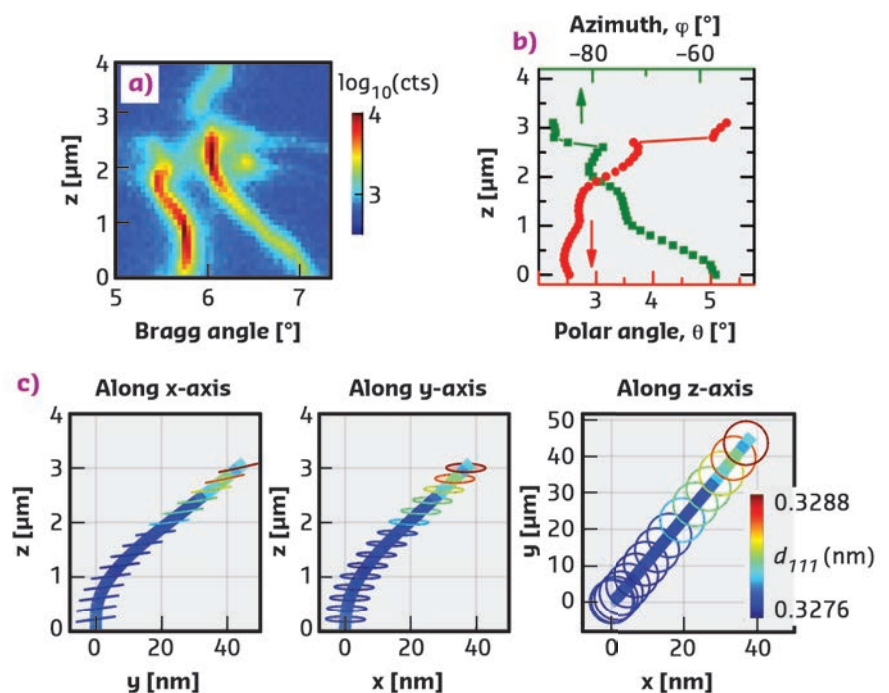 a)
log10(cts)
4
3
z [µm]
4
3
2
1
0
5 6 7
Bragg angle [°]
b)
Azimuth, φ [°]
−80 −60
z [µm]
4
3
2
1
0
3 4 5
Polar angle, θ [°]
c)
Along x-axis
z [µm]
4
3
2
1
0
0 20 40
y [nm]
Along y-axis
z [µm]
4
3
2
1
0
0 20 40
x [nm]
Along z-axis
y [µm]
50
40
30
20
10
0
0 20 40
x [nm]
0.3288
d111 (nm)
0.3276